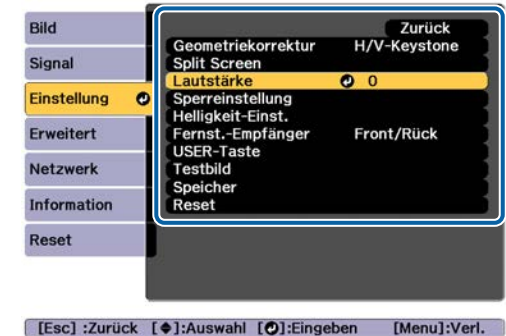 Bild
Signal
Einstellung
Erweitert
Netzwerk
Information
Reset
Zurück
Geometriekorrektur H/V-Keystone
Split Screen
Lautstärke 0
Sperreinstellung
Helligkeit-Einst.
Fernst.-Empfänger Front/Rück
USER-Taste
Testbild
Speicher
Reset
[Esc] :Zurück [◆]:Auswahl [⏎]:Eingeben [Menu]:Verl.